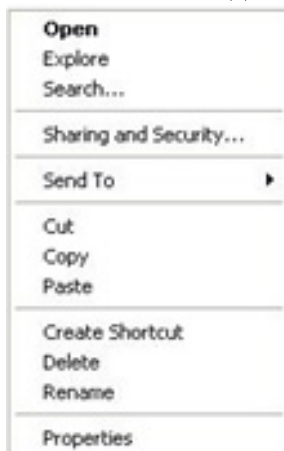 Open
Explore
Search...
Sharing and Security...
Send To
Cut
Copy
Paste
Create Shortcut
Delete
Rename
Properties